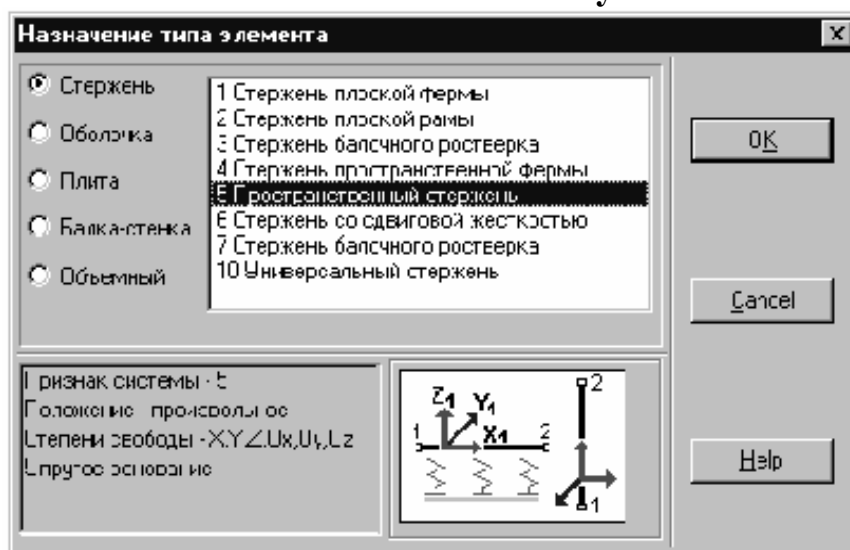 Назначение типа элемента
Стержень
Оболочка
Плита
Балка-стенка
Объемный
1 Стержень плоской фермы
2 Стержень плоской рамы
3 Стержень балочного ростверка
4 Стержень пространственной фермы
5 Пространственный стержень
6 Стержень со сдвиговой жесткостью
7 Стержень балочного ростверка
10 Универсальный стержень
OK
Cancel
Help
Признак системы - 5
Положение - произвольное
Степени свободы - X,Y,Z,Ux,Uy,Uz
Упругое основание
Z1 Y1 X1
1 2
2
1